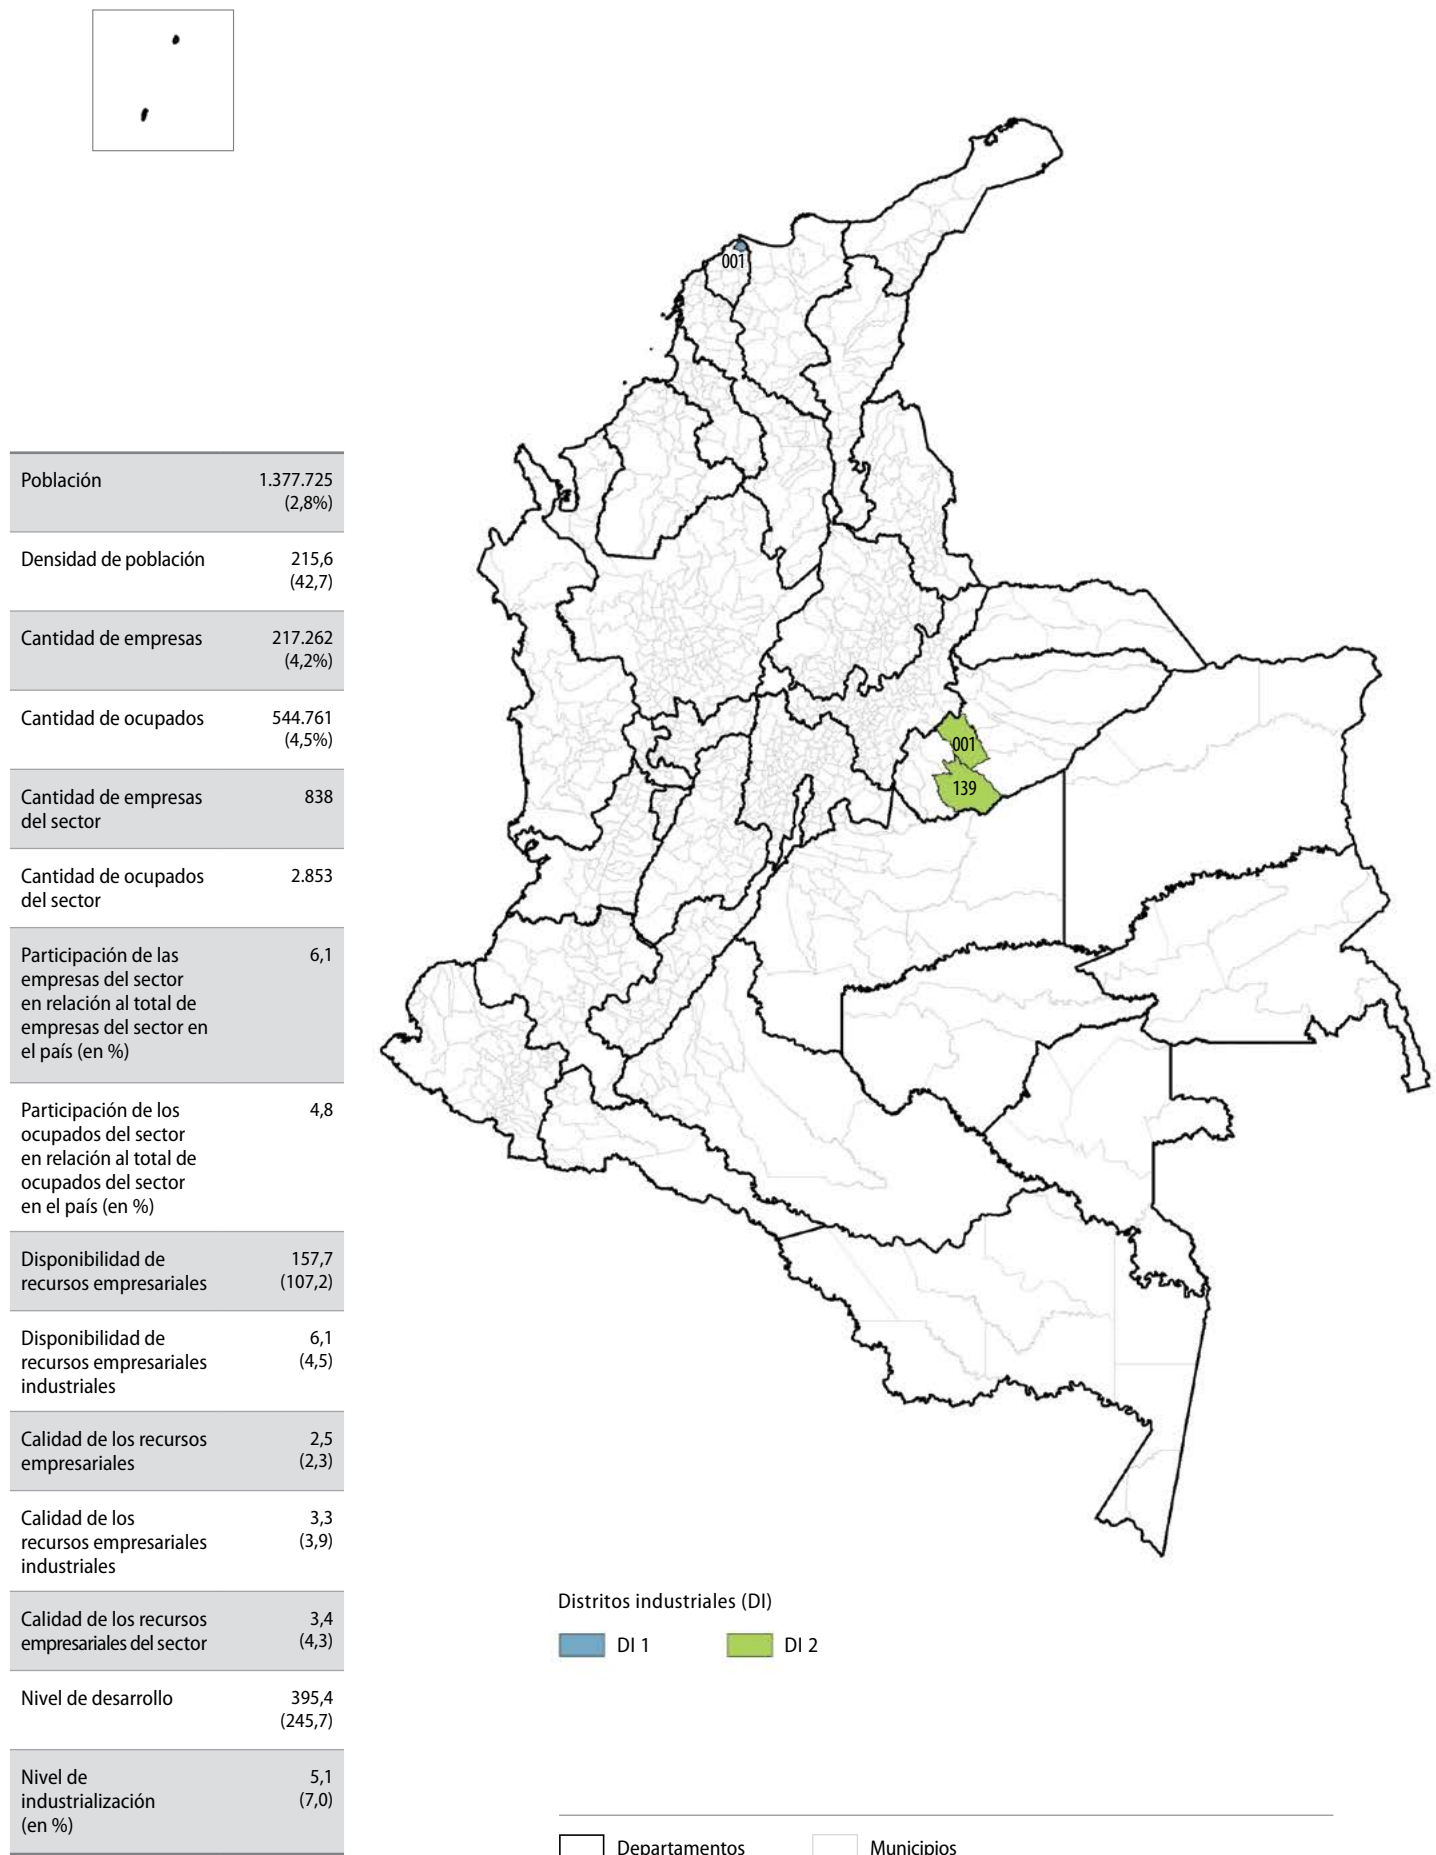 001
001
139
Población 1.377.725
(2,8%)
Densidad de población 215,6
(42,7)
Cantidad de empresas 217.262
(4,2%)
Cantidad de ocupados 544.761
(4,5%)
Cantidad de empresas 838
del sector
Cantidad de ocupados 2.853
del sector
Participación de las 6,1
empresas del sector
en relación al total de
empresas del sector en
el país (en %)
Participación de los 4,8
ocupados del sector
en relación al total de
ocupados del sector
en el país (en %)
Disponibilidad de 157,7
recursos empresariales (107,2)
Disponibilidad de 6,1
recursos empresariales (4,5)
industriales
Calidad de los recursos 2,5
empresariales (2,3)
Calidad de los 3,3
recursos empresariales (3,9)
industriales
Calidad de los recursos 3,4
empresariales del sector (4,3)
Nivel de desarrollo 395,4
(245,7)
Nivel de 5,1
industrialización (7,0)
(en %)
Distritos industriales (DI)
DI 1 DI 2
Departamentos Municipios